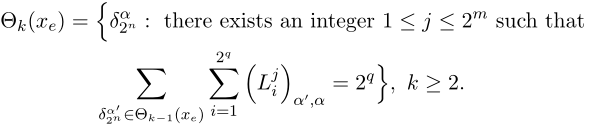 Θ_k(x_e) = {δ_{2^n}^α : there exists an integer 1 ≤ j ≤ 2^m such that
∑_{δ_{2^n}^{α'} ∈ Θ_{k−1}(x_e)} ∑_{i=1}^{2^q} (L_i^j)_{α',α} = 2^q}, k ≥ 2.